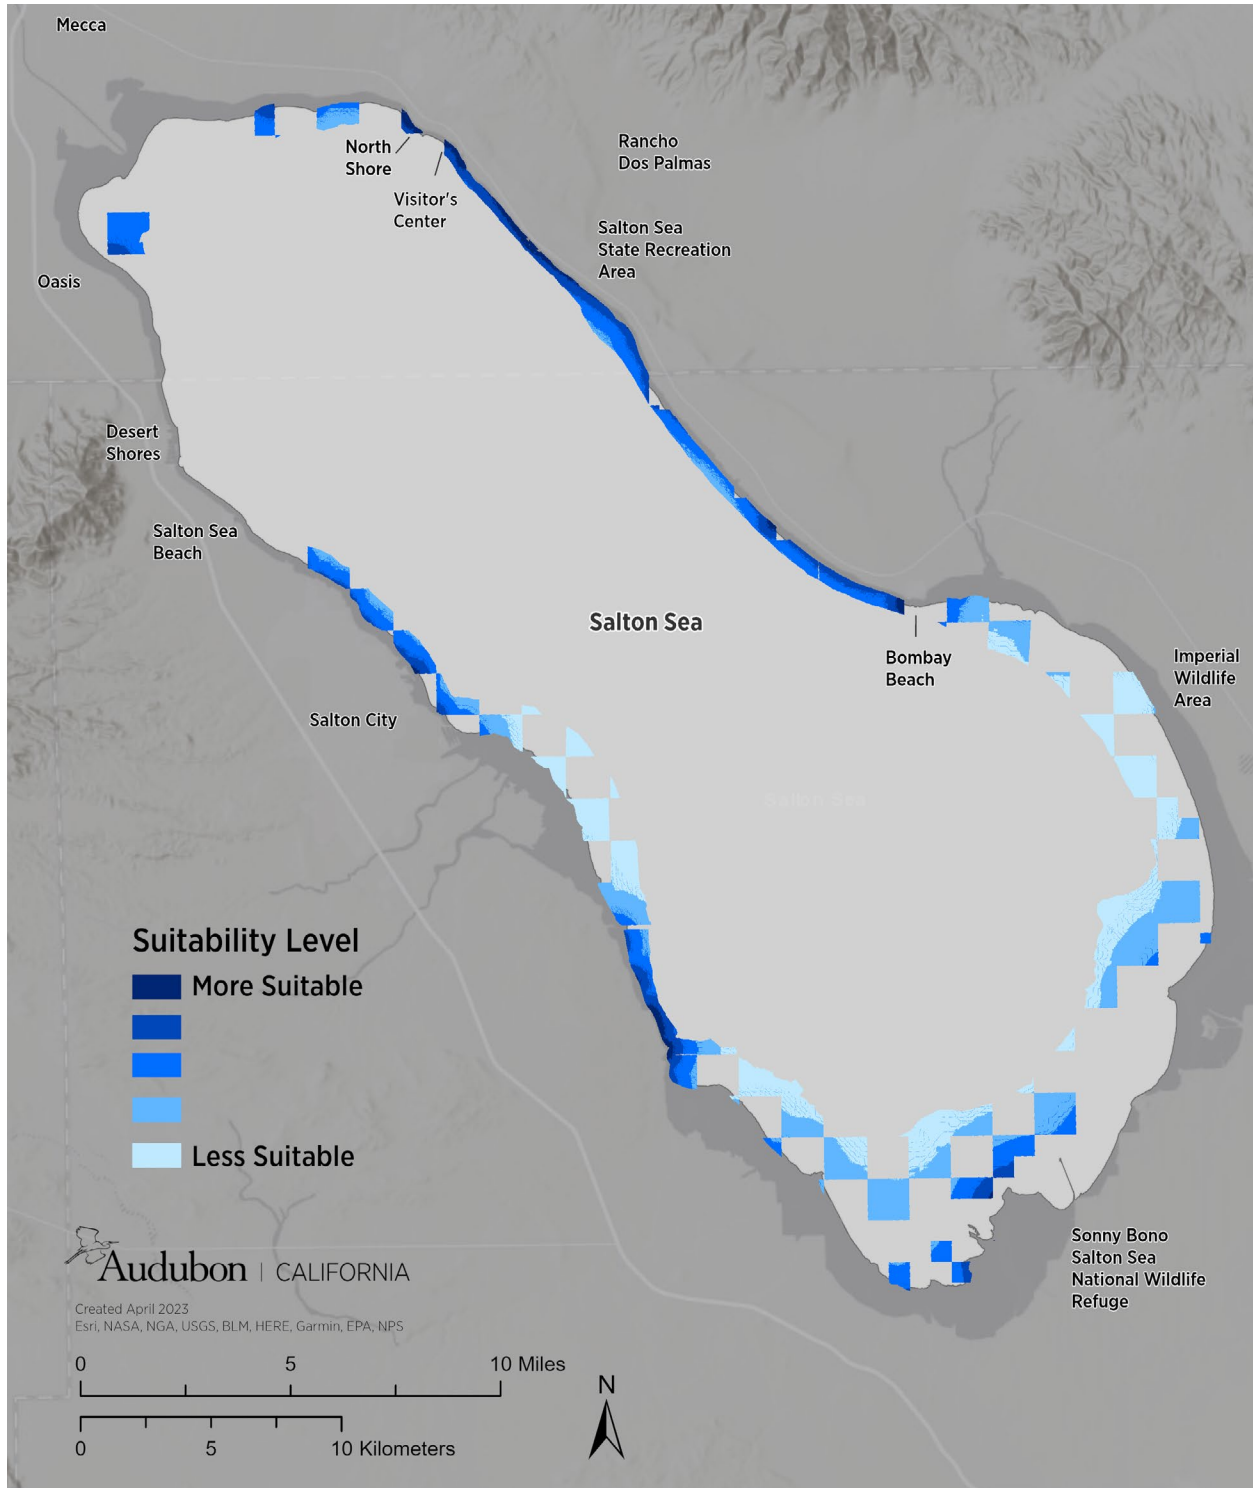 Mecca
North
Shore
Visitor's
Center
Rancho
Dos Palmas
Salton Sea
State Recreation
Area
Oasis
Desert
Shores
Salton Sea
Beach
Salton Sea
Bombay
Beach
Imperial
Wildlife
Area
Salton City
Salton Sea
Suitability Level
More Suitable
Less Suitable
Sonny Bono
Salton Sea
National Wildlife
Refuge
Audubon | CALIFORNIA
Created April 2023
Esri, NASA, NGA, USGS, BLM, HERE, Garmin, EPA, NPS
0 5 10 Miles
0 5 10 Kilometers
N